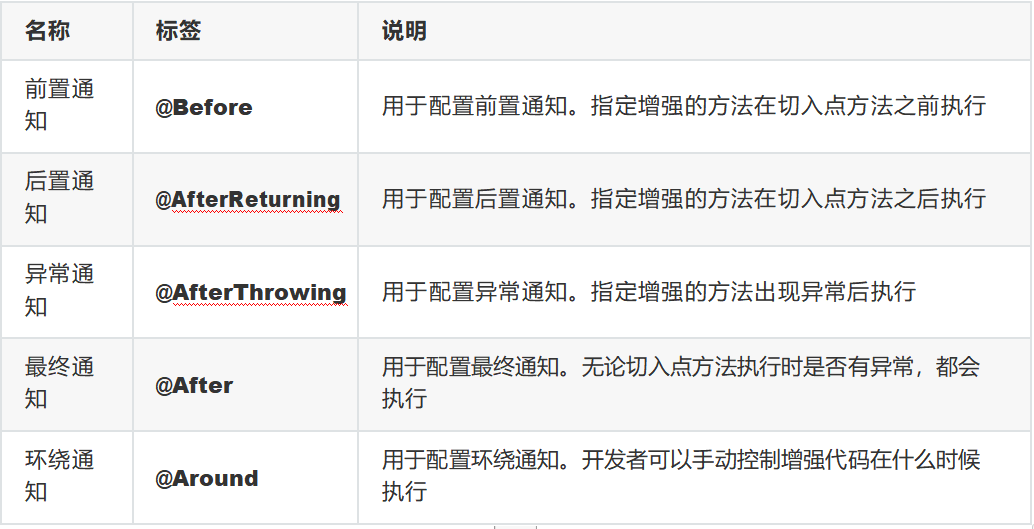 名称 标签 说明
前置通
知
@Before
用于配置前置通知。指定增强的方法在切入点方法之前执行
后置通
知
@AfterReturning
用于配置后置通知。指定增强的方法在切入点方法之后执行
异常通
知
@AfterThrowing
用于配置异常通知。指定增强的方法出现异常后执行
最终通
知
@After
用于配置最终通知。无论切入点方法执行时是否有异常，都会
执行
环绕通
知
@Around
用于配置环绕通知。开发者可以手动控制增强代码在什么时候
执行